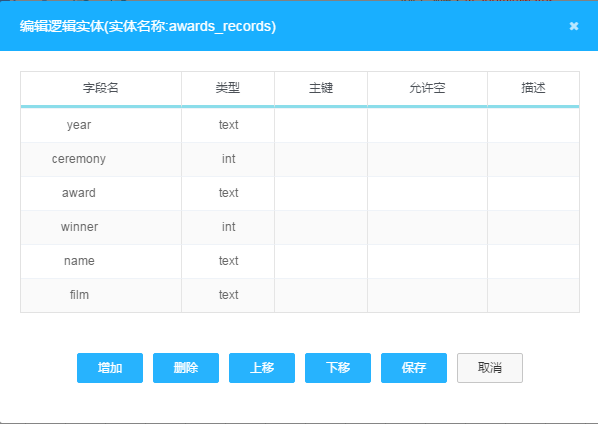 编辑逻辑实体(实体名称:awards_records)
字段名 类型 主键 允许空 描述
year text
ceremony int
award text
winner int
name text
film text
增加 删除 上移 下移 保存 取消